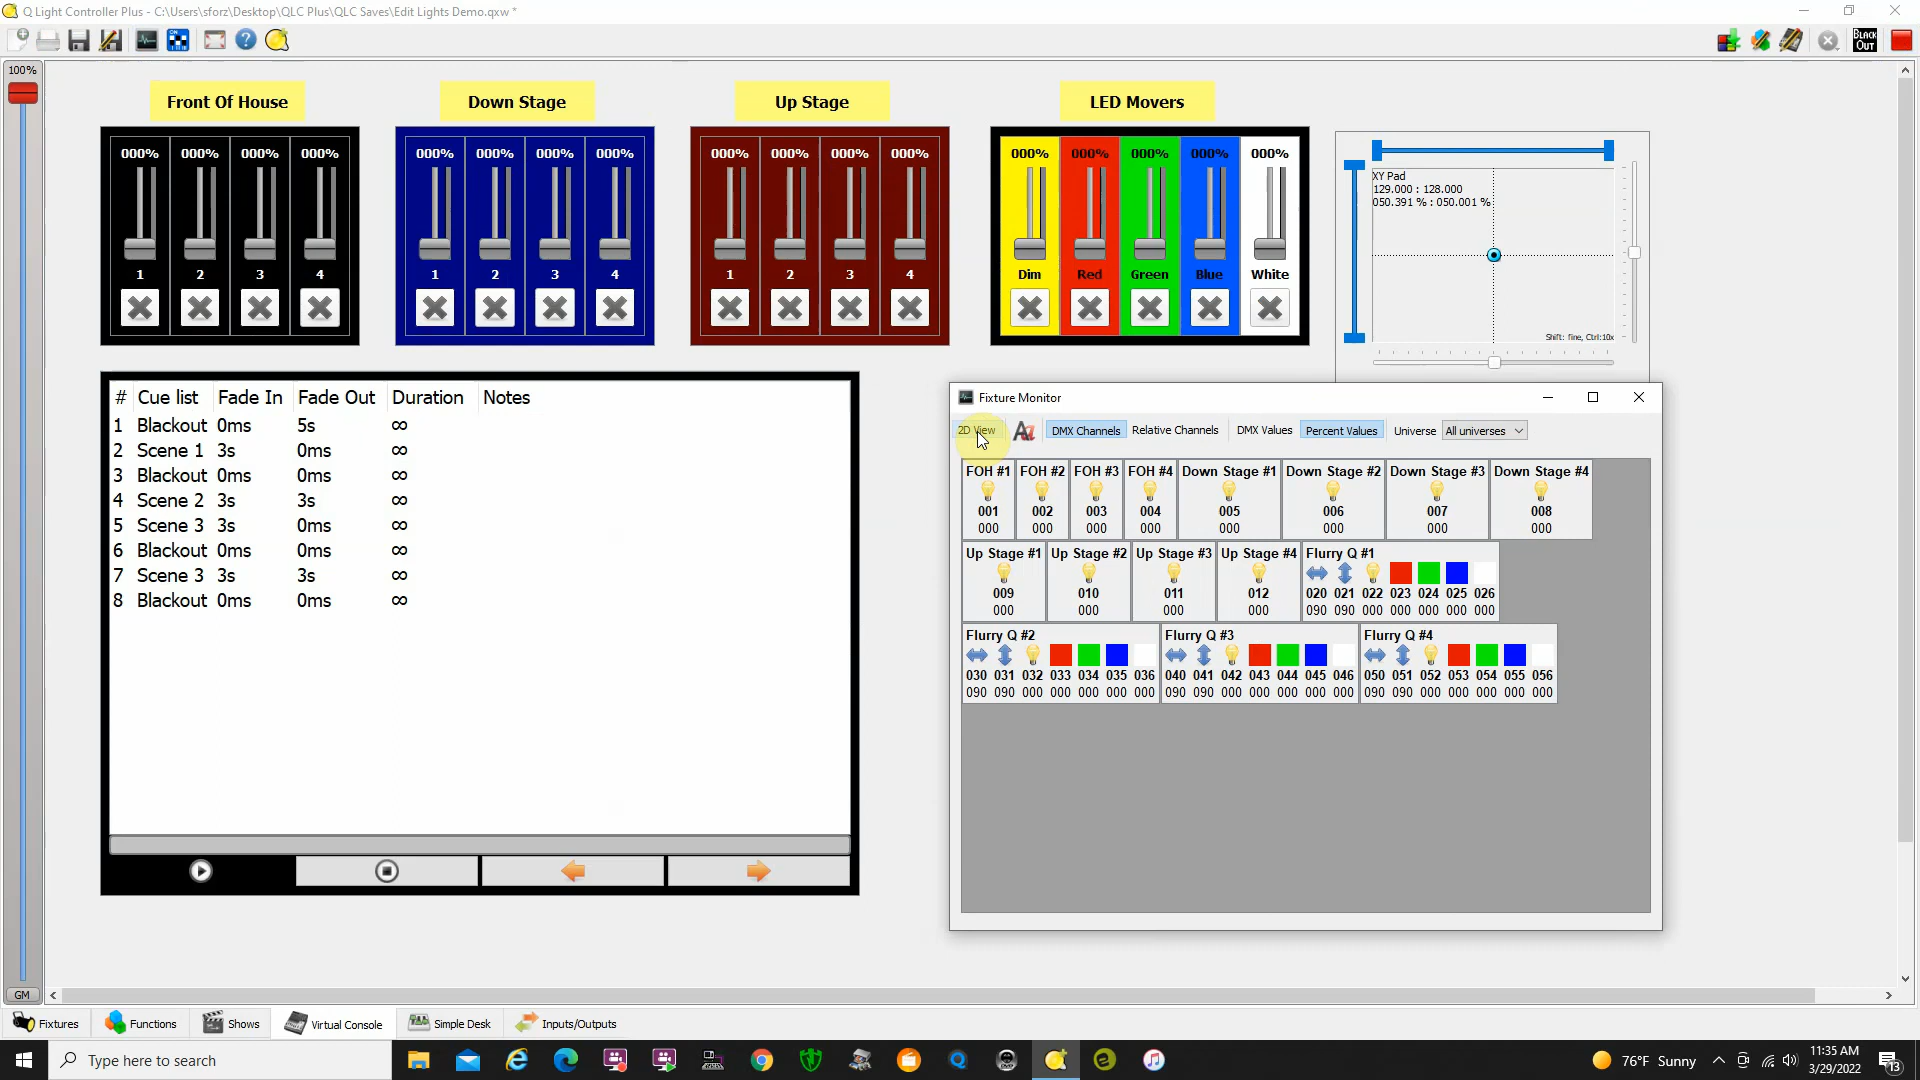 Q Light Controller Plus - C:\Users\sforz\Desktop\QLC Plus\QLC Saves\Edit Lights Demo.qxw *
BLACK OUT
100%
Front Of House
Down Stage
Up Stage
LED Movers
000% 000% 000% 000%
1 2 3 4
000% 000% 000% 000%
1 2 3 4
000% 000% 000% 000%
1 2 3 4
000% 000% 000% 000% 000%
Dim Red Green Blue White
XY Pad
129.000 : 128.000
050.391 % : 050.001 %
Shift: fine, Ctrl:10x
# Cue list Fade In Fade Out Duration Notes
1 Blackout 0ms 5s ∞
2 Scene 1 3s 0ms ∞
3 Blackout 0ms 0ms ∞
4 Scene 2 3s 3s ∞
5 Scene 3 3s 0ms ∞
6 Blackout 0ms 0ms ∞
7 Scene 3 3s 3s ∞
8 Blackout 0ms 0ms ∞
Fixture Monitor
2D View DMX Channels Relative Channels DMX Values Percent Values Universe All universes
FOH #1 FOH #2 FOH #3 FOH #4 Down Stage #1 Down Stage #2 Down Stage #3 Down Stage #4
001 002 003 004 005 006 007 008
000 000 000 000 000 000 000 000
Up Stage #1 Up Stage #2 Up Stage #3 Up Stage #4 Flurry Q #1
009 010 011 012 020 021 022 023 024 025 026
000 000 000 000 090 090 000 000 000 000 000
Flurry Q #2 Flurry Q #3 Flurry Q #4
030 031 032 033 034 035 036 040 041 042 043 044 045 046 050 051 052 053 054 055 056
090 090 000 000 000 000 000 090 090 000 000 000 000 000 090 090 000 000 000 000 000
GM
Fixtures Functions Shows Virtual Console Simple Desk Inputs/Outputs
Type here to search
76°F Sunny
11:35 AM
3/29/2022
13